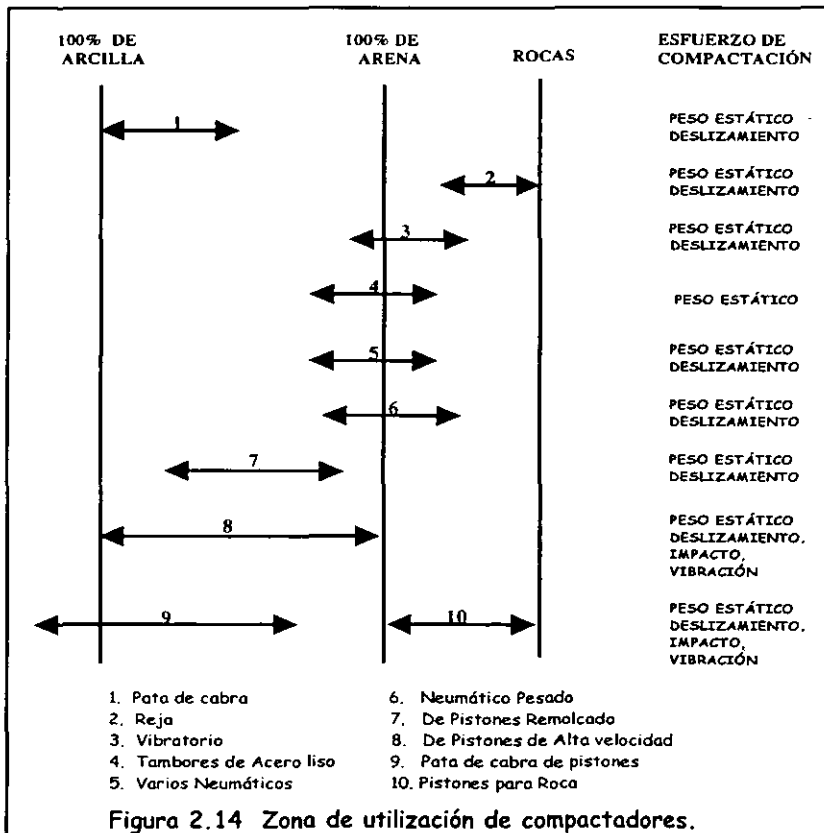 100% DE
ARCILLA
100% DE
ARENA
ROCAS
ESFUERZO DE
COMPACTACIÓN
1
PESO ESTÁTICO
DESLIZAMIENTO
2
PESO ESTÁTICO
DESLIZAMIENTO
3
PESO ESTÁTICO
DESLIZAMIENTO
4
PESO ESTÁTICO
5
PESO ESTÁTICO
DESLIZAMIENTO
6
PESO ESTÁTICO
DESLIZAMIENTO
7
PESO ESTÁTICO
DESLIZAMIENTO
8
PESO ESTÁTICO
DESLIZAMIENTO,
IMPACTO,
VIBRACIÓN
9
10
PESO ESTÁTICO
DESLIZAMIENTO,
IMPACTO,
VIBRACIÓN
1. Pata de cabra
2. Reja
3. Vibratorio
4. Tambores de Acero liso
5. Varios Neumáticos
6. Neumático Pesado
7. De Pistones Remolcado
8. De Pistones de Alta velocidad
9. Pata de cabra de pistones
10. Pistones para Roca
Figura 2.14 Zona de utilización de compactadores.